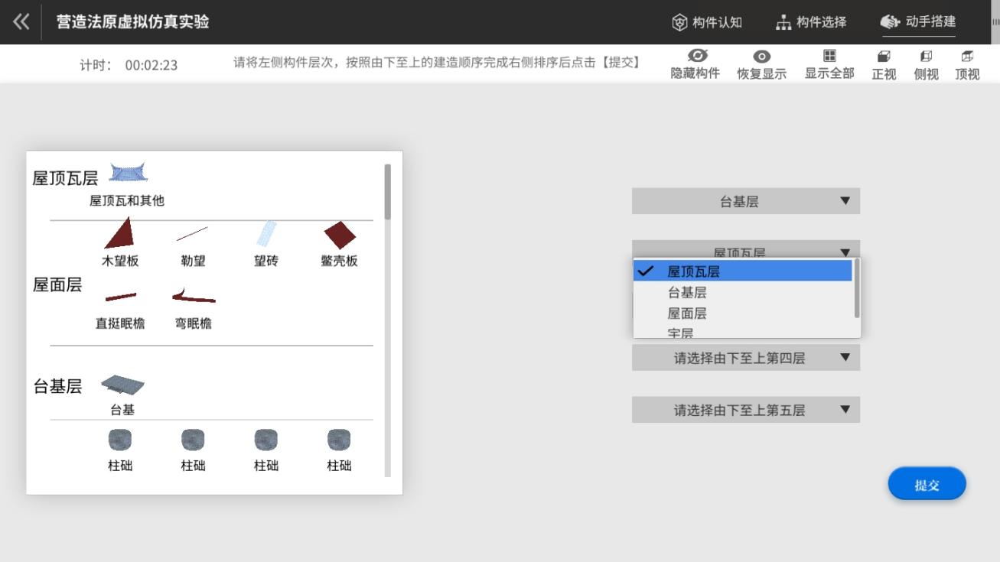 营造法原虚拟仿真实验
构件认知
构件选择
动手搭建
计时： 00:02:23
请将左侧构件层次，按照由下至上的建造顺序完成右侧排序后点击【提交】
隐藏构件
恢复显示
显示全部
正视
侧视
顶视
屋顶瓦层
屋顶瓦和其他
木望板
勒望
望砖
鳖壳板
屋面层
直挺眠檐
弯眠檐
台基层
台基
柱础
柱础
柱础
柱础
台基层
屋顶瓦层
屋顶瓦层
台基层
屋面层
宇层
请选择由下至上第四层
请选择由下至上第五层
提交